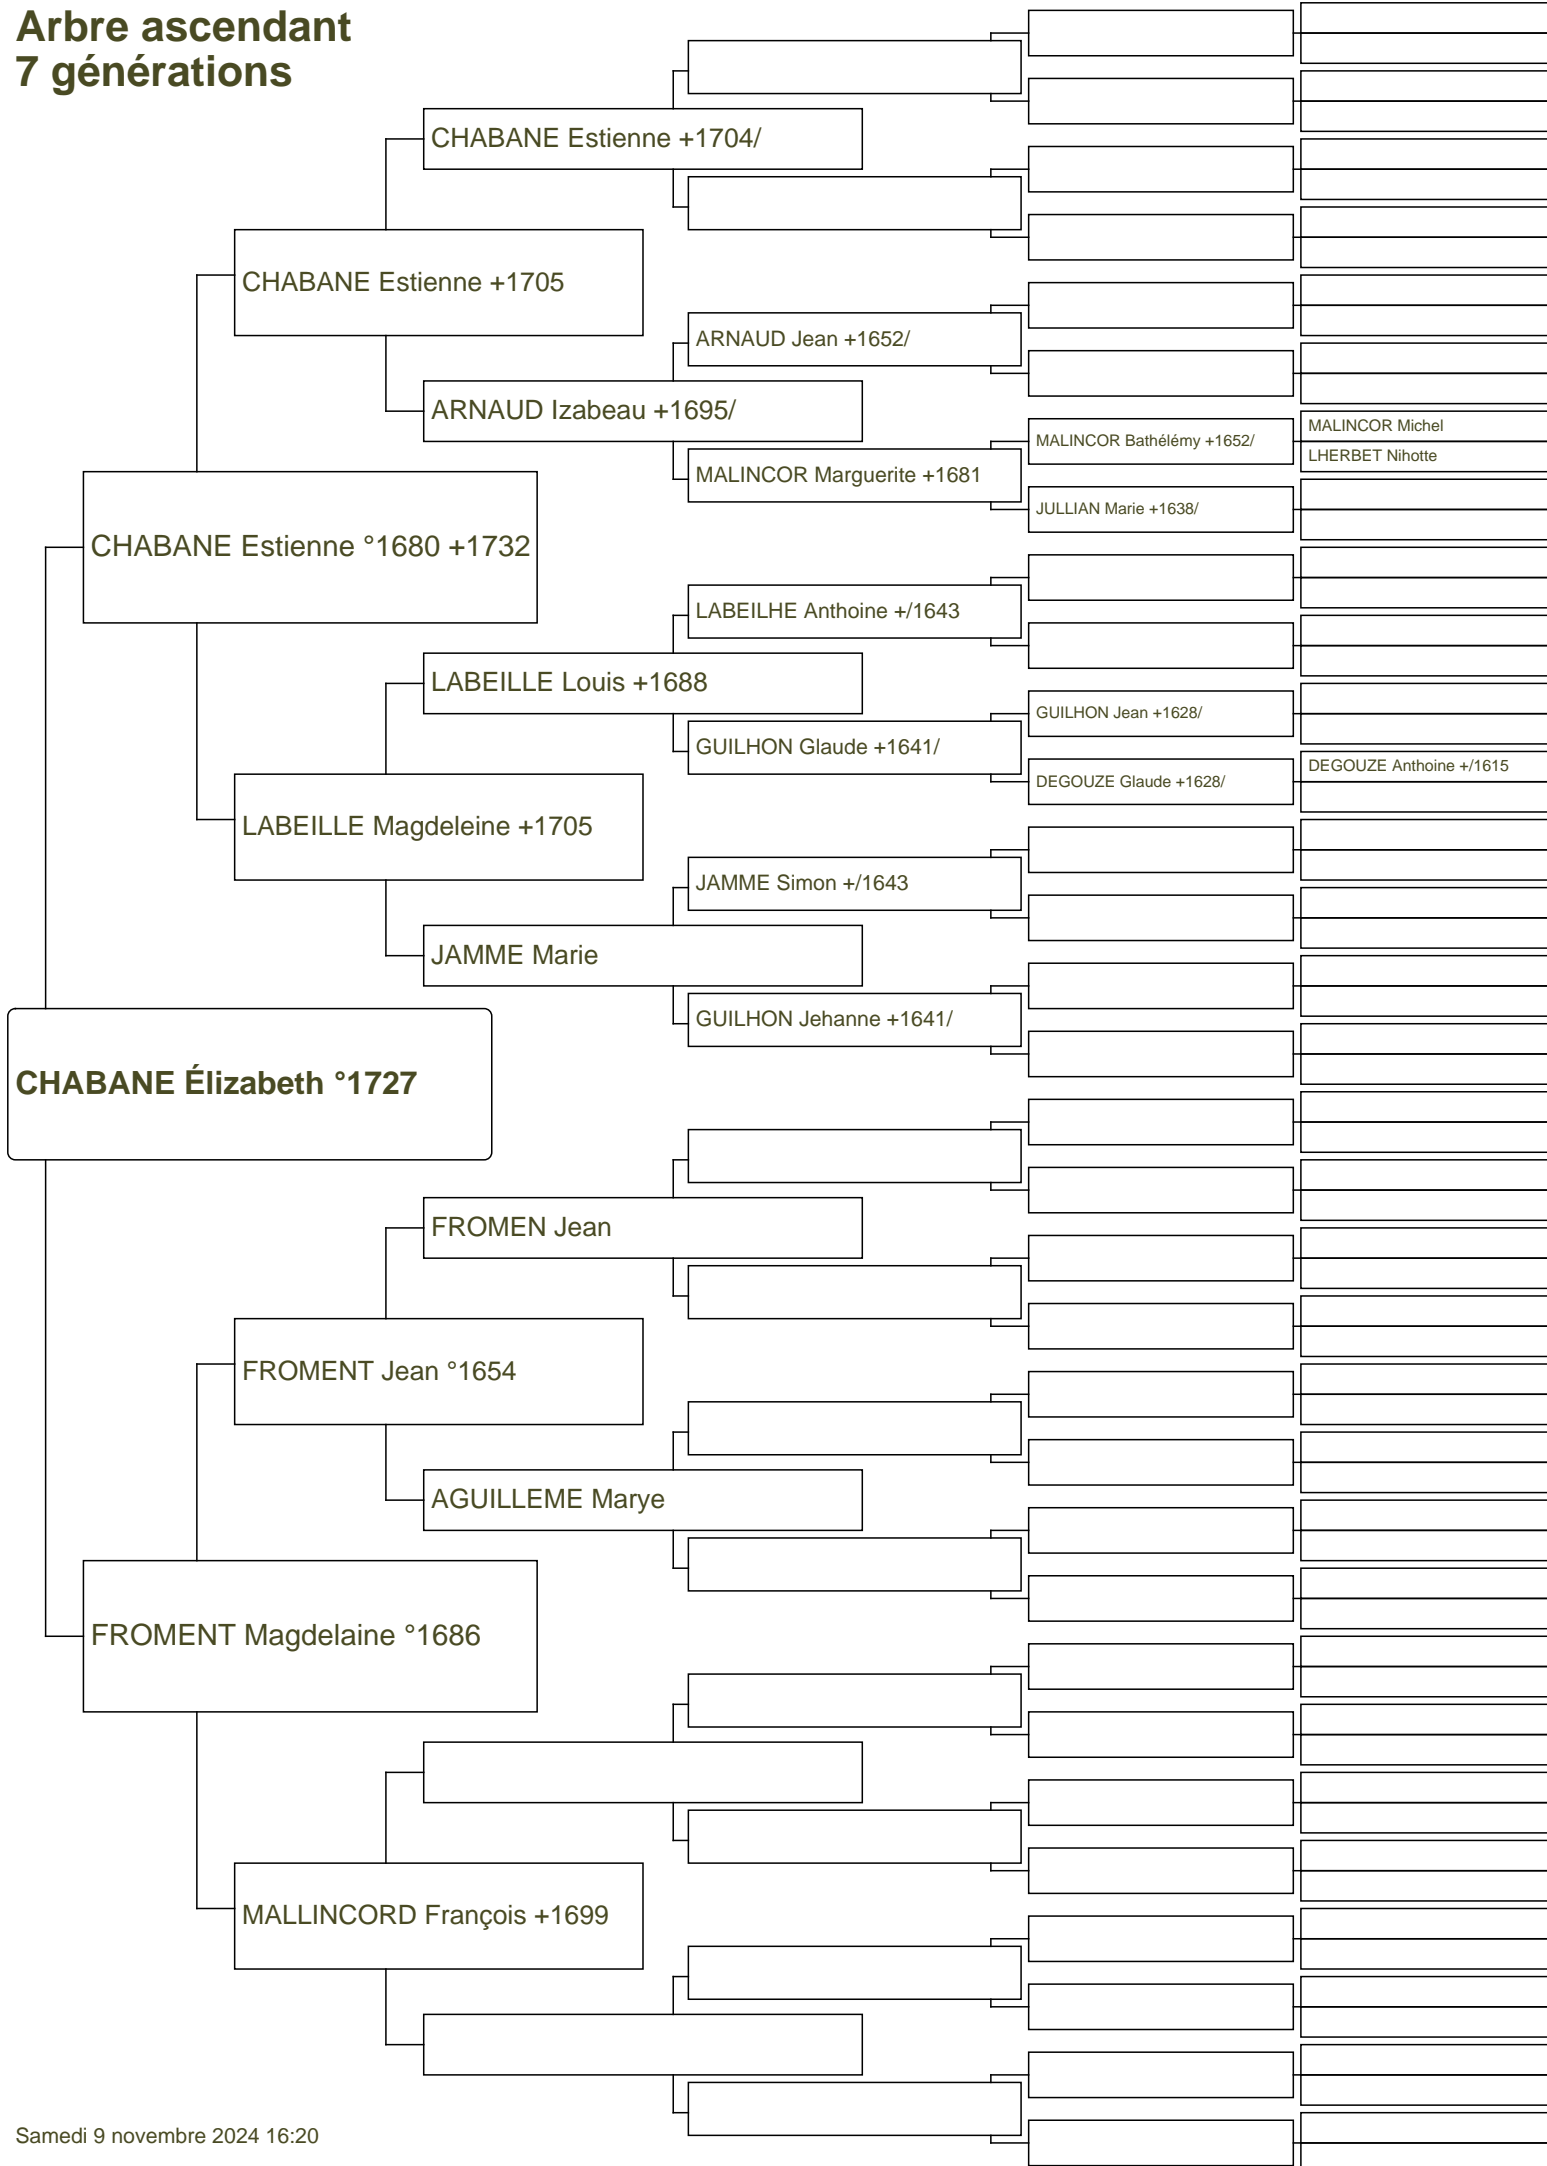 Arbre ascendant
7 générations
CHABANE Estienne +1704/
CHABANE Estienne +1705
ARNAUD Jean +1652/
ARNAUD Izabeau +1695/
MALINCOR Bathélémy +1652/
MALINCOR Michel
LHERBET Nihotte
MALINCOR Marguerite +1681
JULLIAN Marie +1638/
CHABANE Estienne °1680 +1732
LABEILHE Anthoine +/1643
LABEILLE Louis +1688
GUILHON Jean +1628/
GUILHON Glaude +1641/
DEGOUZE Glaude +1628/
DEGOUZE Anthoine +/1615
LABEILLE Magdeleine +1705
JAMME Simon +/1643
JAMME Marie
GUILHON Jehanne +1641/
CHABANE Élizabeth °1727
FROMEN Jean
FROMENT Jean °1654
AGUILLEME Marye
FROMENT Magdelaine °1686
MALLINCORD François +1699
Samedi 9 novembre 2024 16:20